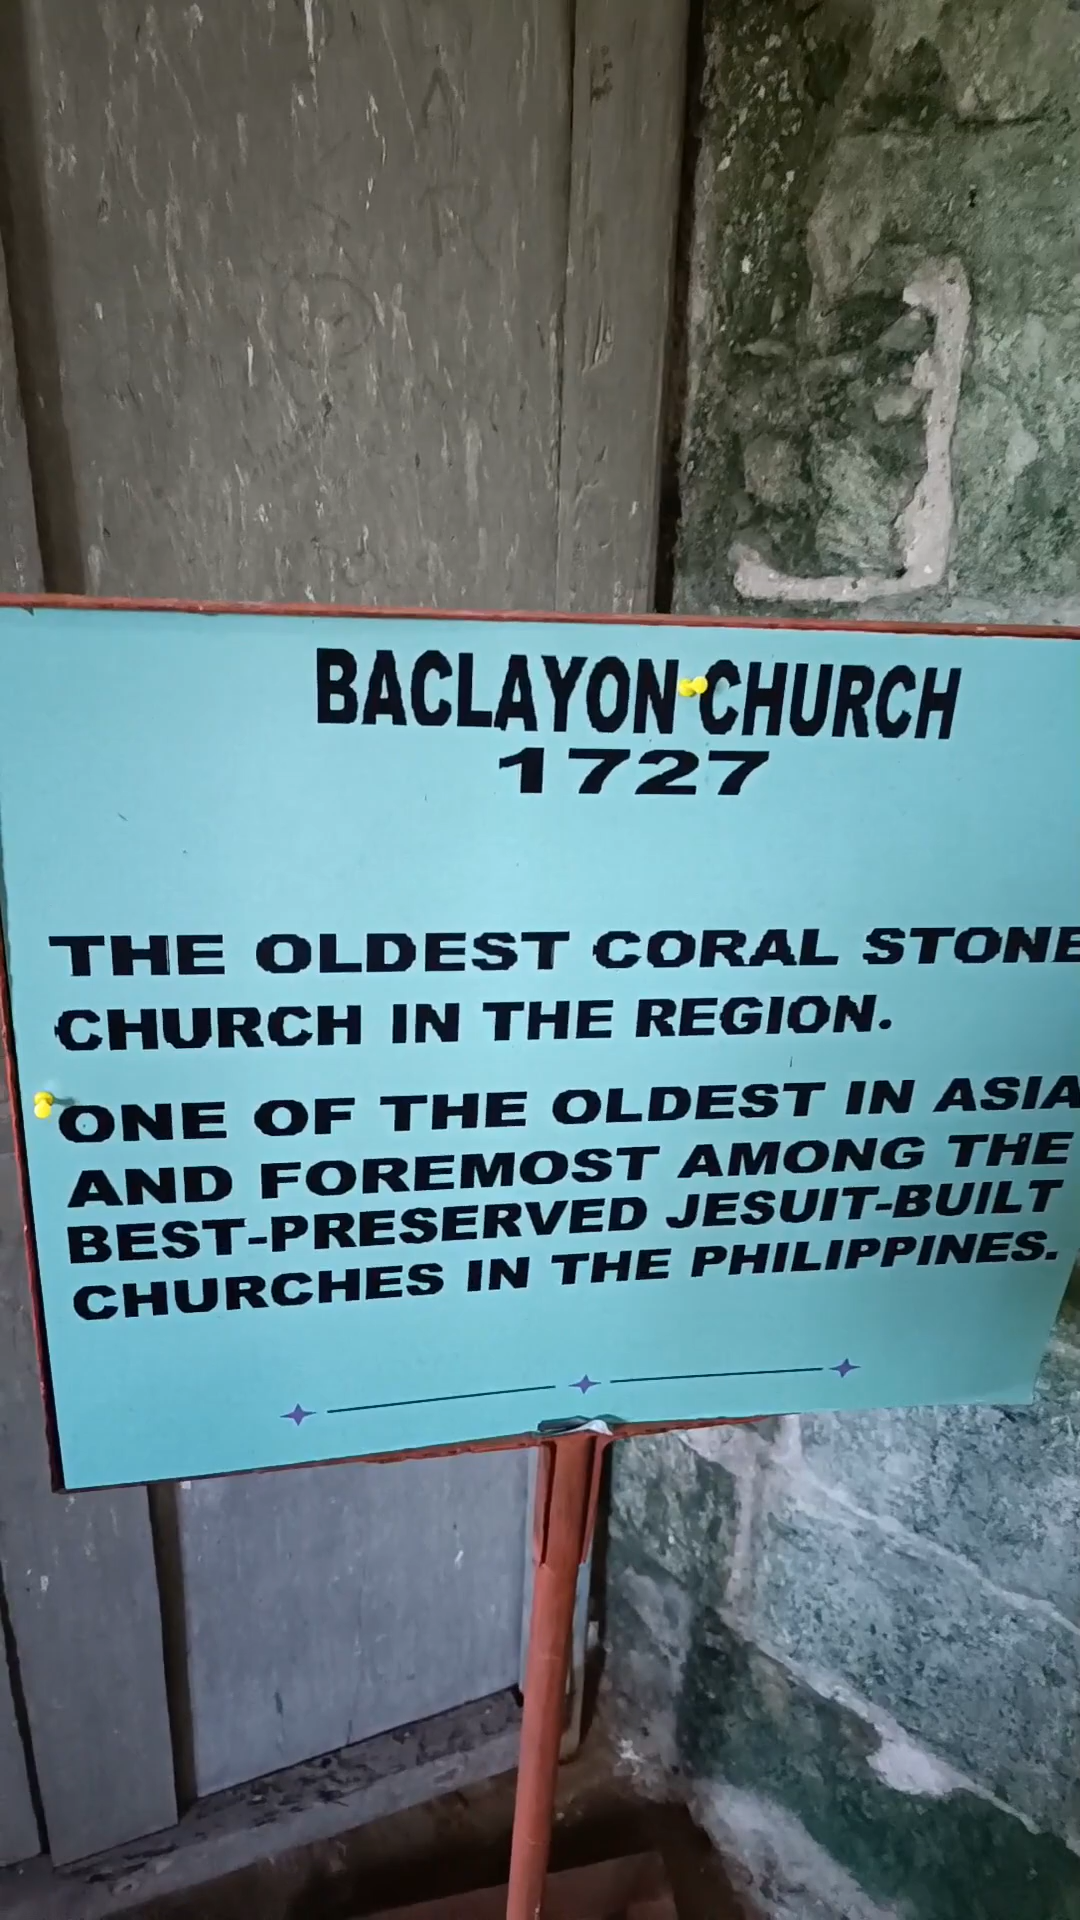 BACLAYON CHURCH
1727
THE OLDEST CORAL STONE
CHURCH IN THE REGION.
ONE OF THE OLDEST IN ASIA
AND FOREMOST AMONG THE
BEST-PRESERVED JESUIT-BUILT
CHURCHES IN THE PHILIPPINES.